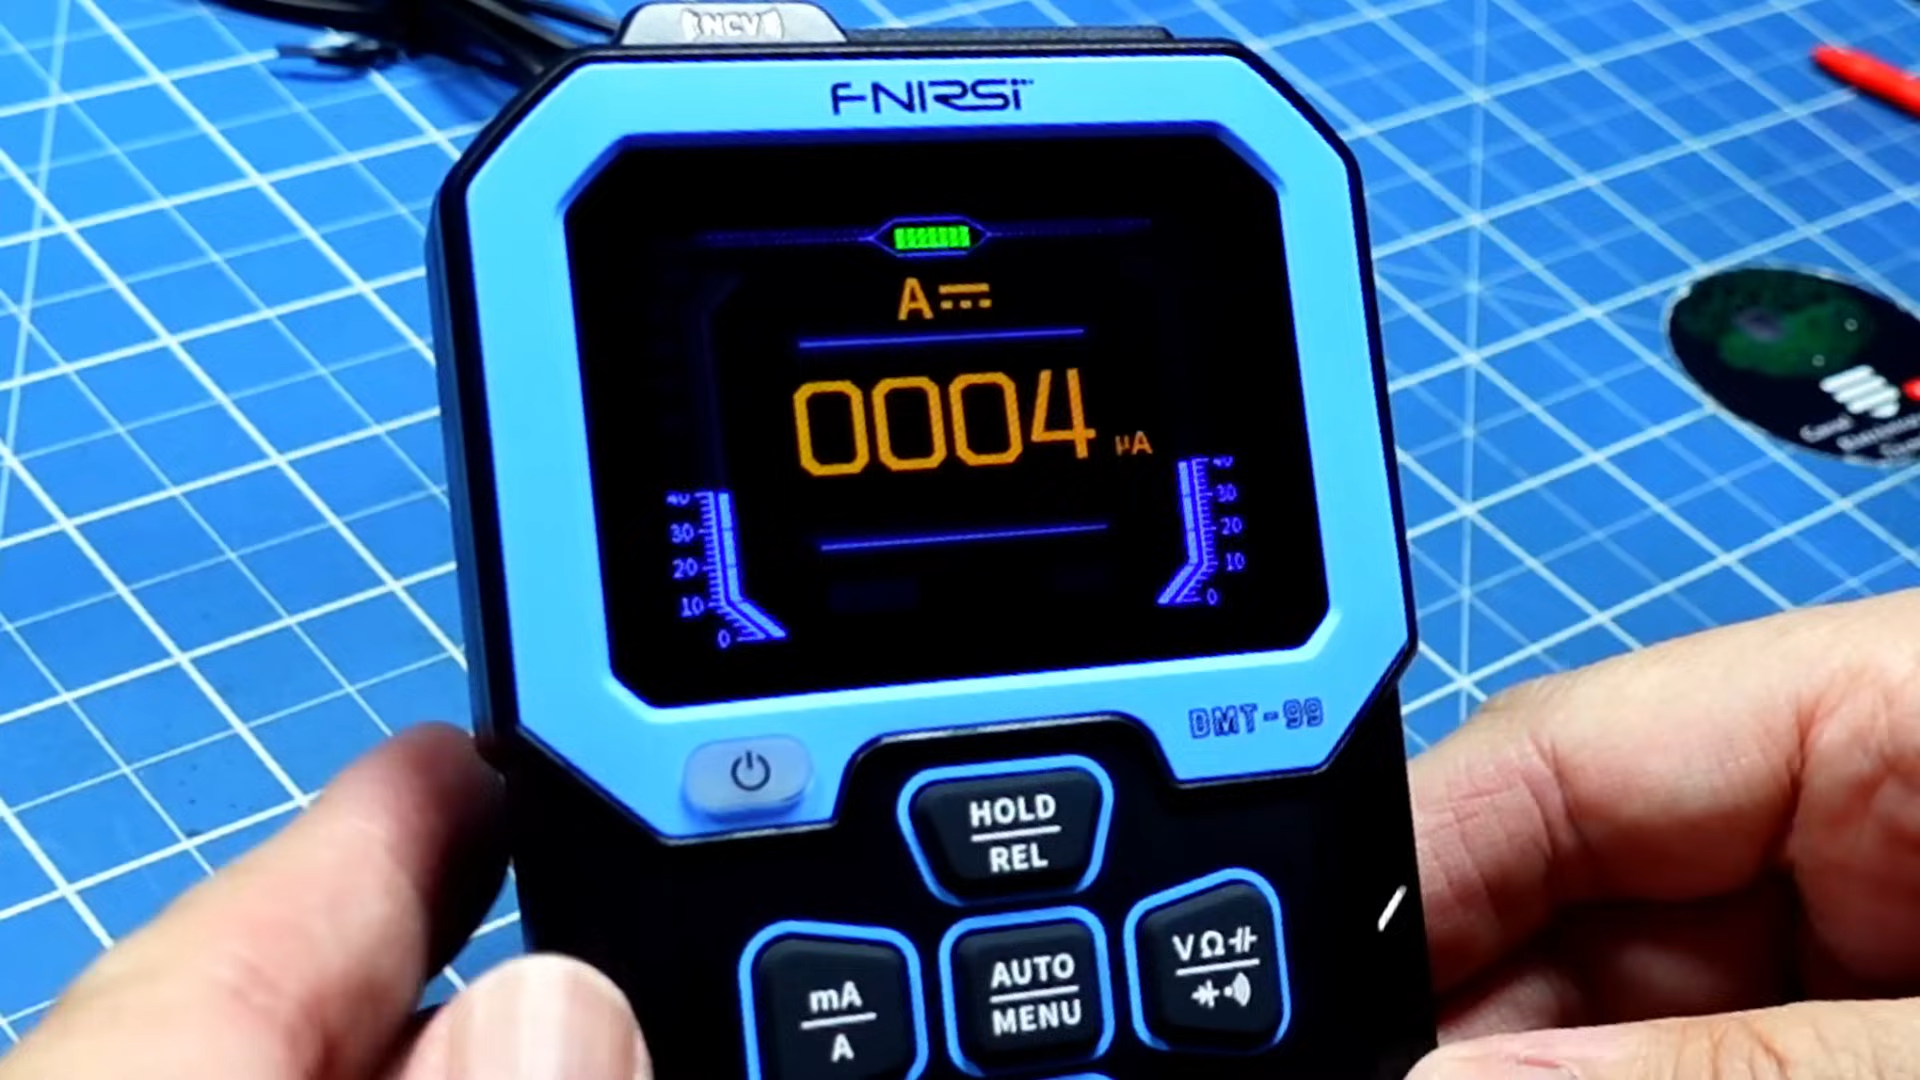 NCV
FNIRSI
A
0004 µA
40
30
20
10
0
40
30
20
10
0
DMT-99
HOLD
REL
mA
A
AUTO
MENU
VΩ